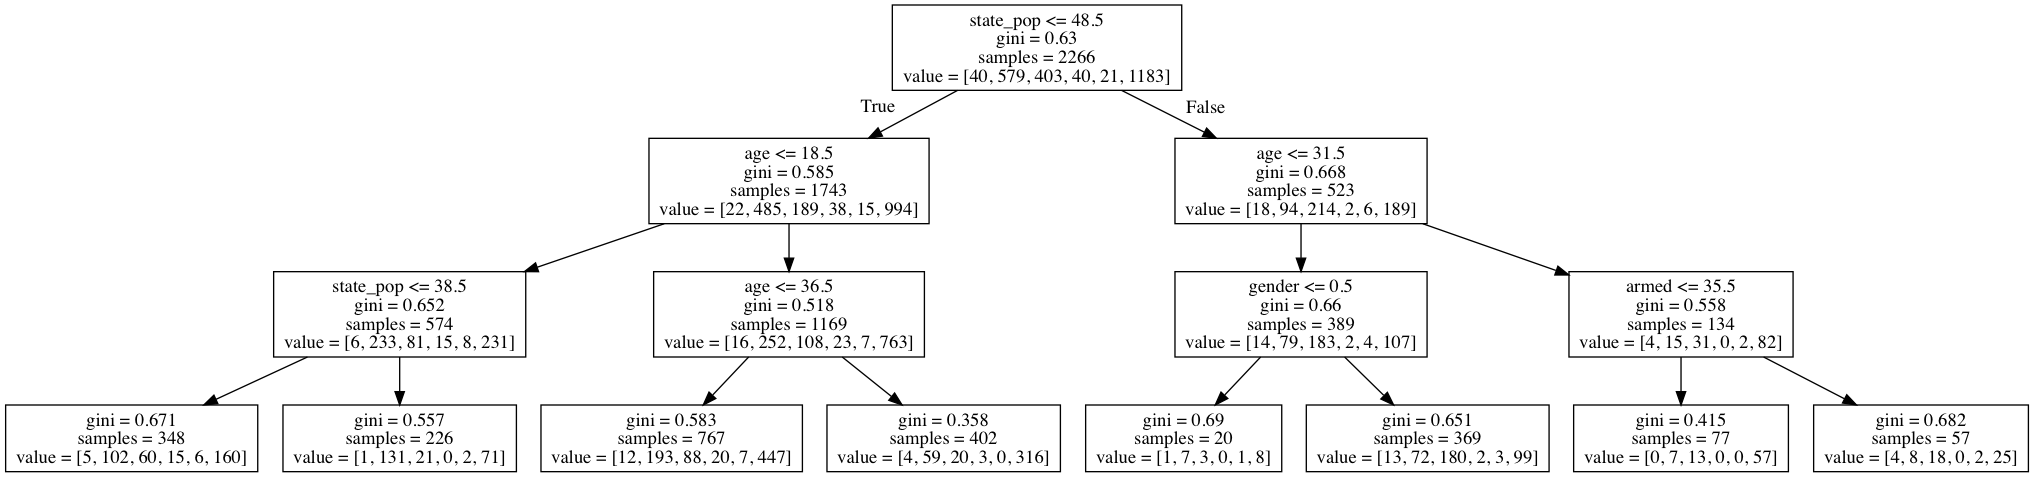 state_pop <= 48.5
gini = 0.63
samples = 2266
value = [40, 579, 403, 40, 21, 1183]
True
False
age <= 18.5
gini = 0.585
samples = 1743
value = [22, 485, 189, 38, 15, 994]
age <= 31.5
gini = 0.668
samples = 523
value = [18, 94, 214, 2, 6, 189]
state_pop <= 38.5
gini = 0.652
samples = 574
value = [6, 233, 81, 15, 8, 231]
age <= 36.5
gini = 0.518
samples = 1169
value = [16, 252, 108, 23, 7, 763]
gender <= 0.5
gini = 0.66
samples = 389
value = [14, 79, 183, 2, 4, 107]
armed <= 35.5
gini = 0.558
samples = 134
value = [4, 15, 31, 0, 2, 82]
gini = 0.671
samples = 348
value = [5, 102, 60, 15, 6, 160]
gini = 0.557
samples = 226
value = [1, 131, 21, 0, 2, 71]
gini = 0.583
samples = 767
value = [12, 193, 88, 20, 7, 447]
gini = 0.358
samples = 402
value = [4, 59, 20, 3, 0, 316]
gini = 0.69
samples = 20
value = [1, 7, 3, 0, 1, 8]
gini = 0.651
samples = 369
value = [13, 72, 180, 2, 3, 99]
gini = 0.415
samples = 77
value = [0, 7, 13, 0, 0, 57]
gini = 0.682
samples = 57
value = [4, 8, 18, 0, 2, 25]